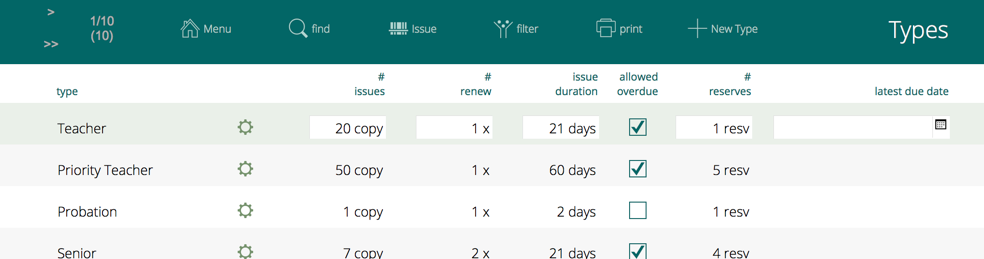 > 1/10
>> (10)
Menu find Issue filter print New Type Types
# # issue allowed #
type issues renew duration overdue reserves latest due date
Teacher 20 copy 1 x 21 days 1 resv
Priority Teacher 50 copy 1 x 60 days 5 resv
Probation 1 copy 1 x 2 days 1 resv
Senior 7 copy 2 x 21 days 4 resv